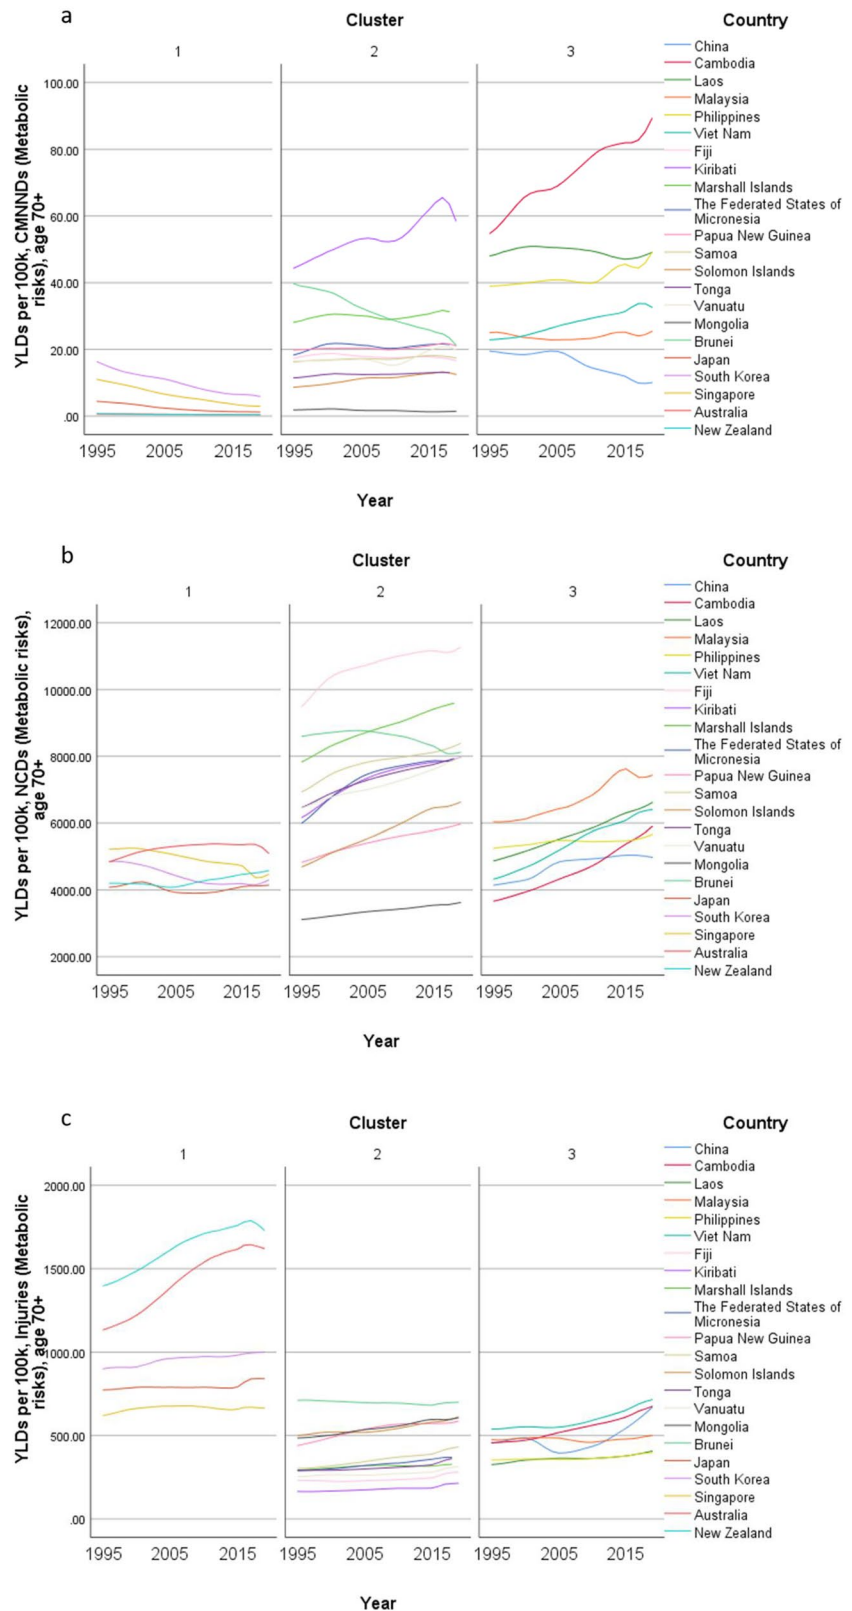 a
Cluster
Country
1
2
3
YLDs per 100k, CMNNDs (Metabolic
risks), age 70+
100.00
80.00
60.00
40.00
20.00
.00
1995 2005 2015 1995 2005 2015 1995 2005 2015
Year
China
Cambodia
Laos
Malaysia
Philippines
Viet Nam
Fiji
Kiribati
Marshall Islands
The Federated States of
Micronesia
Papua New Guinea
Samoa
Solomon Islands
Tonga
Vanuatu
Mongolia
Brunei
Japan
South Korea
Singapore
Australia
New Zealand
b
Cluster
Country
1
2
3
YLDs per 100k, NCDs (Metabolic risks),
age 70+
12000.00
10000.00
8000.00
6000.00
4000.00
2000.00
1995 2005 2015 1995 2005 2015 1995 2005 2015
Year
China
Cambodia
Laos
Malaysia
Philippines
Viet Nam
Fiji
Kiribati
Marshall Islands
The Federated States of
Micronesia
Papua New Guinea
Samoa
Solomon Islands
Tonga
Vanuatu
Mongolia
Brunei
Japan
South Korea
Singapore
Australia
New Zealand
c
Cluster
Country
1
2
3
YLDs per 100k, Injuries (Metabolic
risks), age 70+
2000.00
1500.00
1000.00
500.00
.00
1995 2005 2015 1995 2005 2015 1995 2005 2015
Year
China
Cambodia
Laos
Malaysia
Philippines
Viet Nam
Fiji
Kiribati
Marshall Islands
The Federated States of
Micronesia
Papua New Guinea
Samoa
Solomon Islands
Tonga
Vanuatu
Mongolia
Brunei
Japan
South Korea
Singapore
Australia
New Zealand